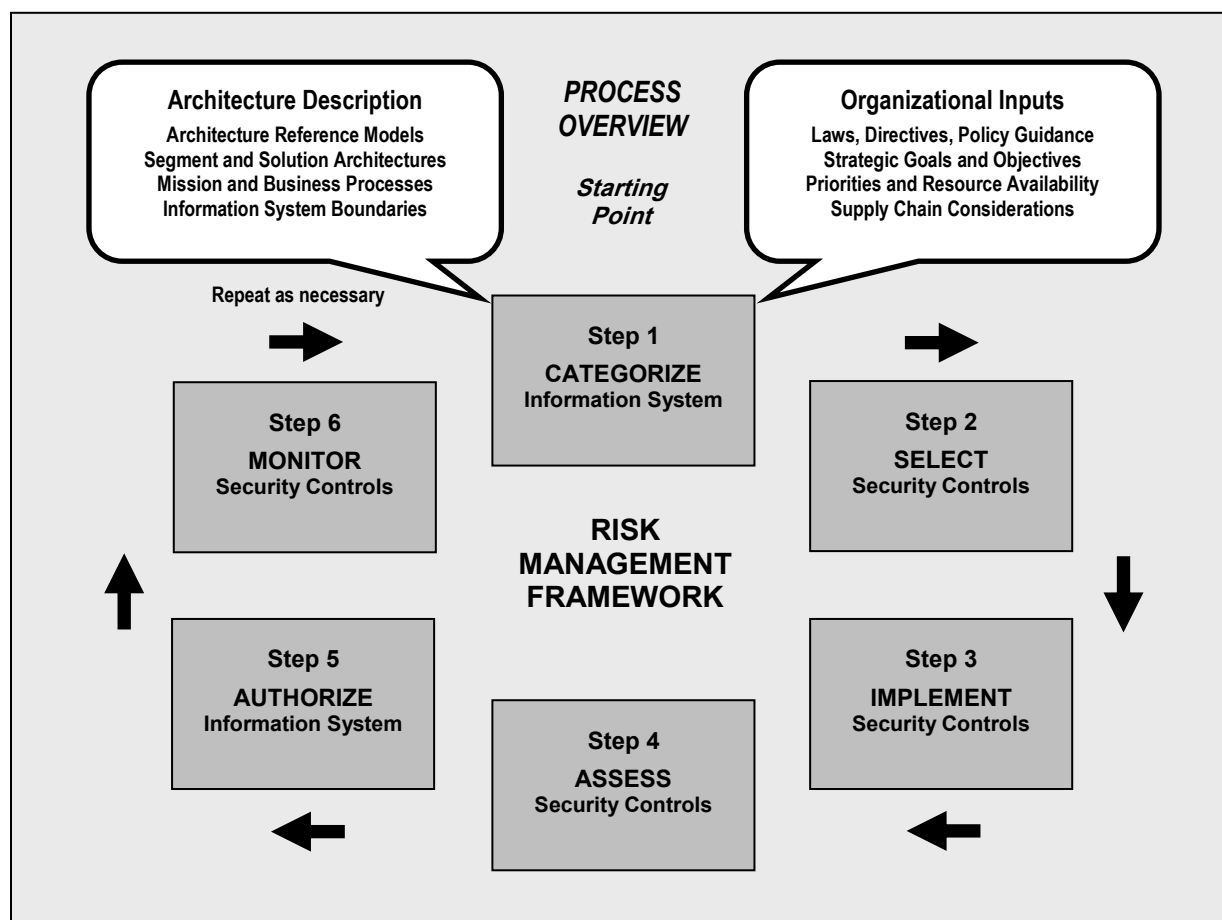 Architecture Description
Architecture Reference Models
Segment and Solution Architectures
Mission and Business Processes
Information System Boundaries
PROCESS
OVERVIEW
Starting
Point
Organizational Inputs
Laws, Directives, Policy Guidance
Strategic Goals and Objectives
Priorities and Resource Availability
Supply Chain Considerations
Repeat as necessary
Step 1
CATEGORIZE
Information System
Step 2
SELECT
Security Controls
Step 3
IMPLEMENT
Security Controls
Step 4
ASSESS
Security Controls
Step 5
AUTHORIZE
Information System
Step 6
MONITOR
Security Controls
RISK
MANAGEMENT
FRAMEWORK